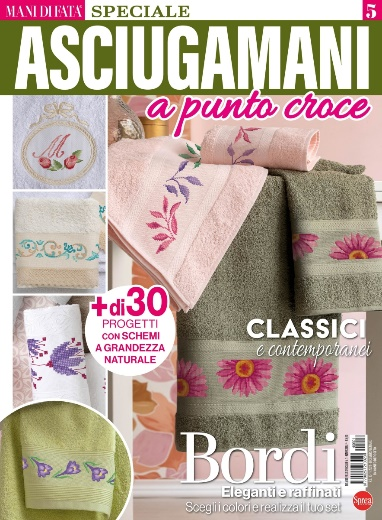 MANI DI FATA SPECIALE 5
ASCIUGAMANI
a punto croce
M
+ di 30
PROGETTI
CON SCHEMI
A GRANDEZZA
NATURALE
CLASSICI
e contemporanei
Bordi
Eleganti e raffinati
Scegli i colori e realizza il tuo set
Sprea